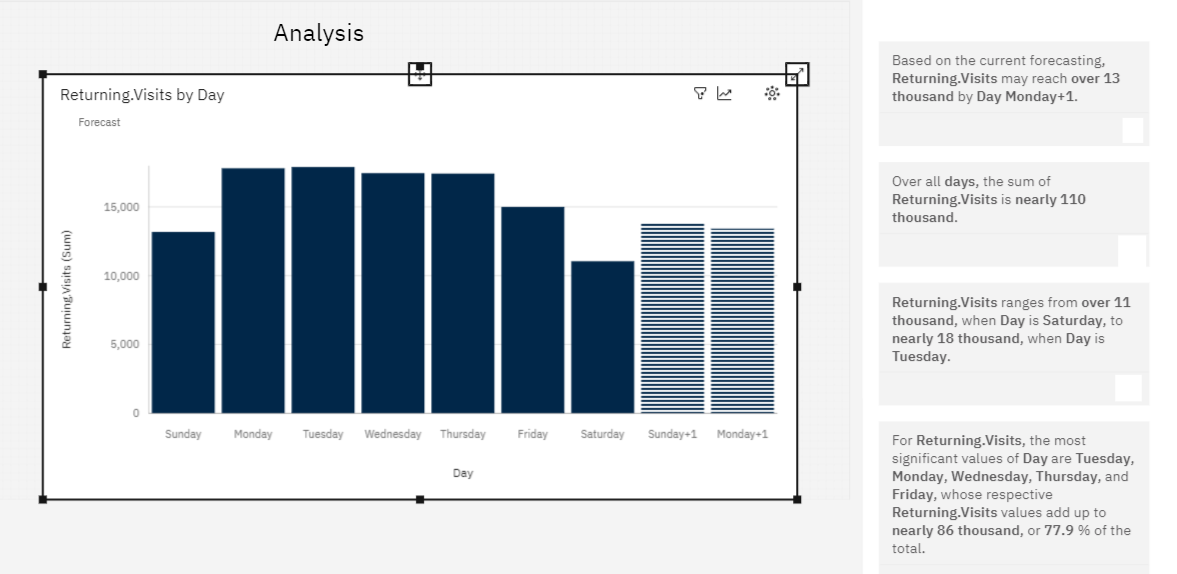 Analysis
Returning.Visits by Day
Forecast
Returning.Visits (Sum)
15,000
10,000
5,000
0
Sunday Monday Tuesday Wednesday Thursday Friday Saturday Sunday+1 Monday+1
Day
Based on the current forecasting,
Returning.Visits may reach over 13
thousand by Day Monday+1.
Over all days, the sum of
Returning.Visits is nearly 110
thousand.
Returning.Visits ranges from over 11
thousand, when Day is Saturday, to
nearly 18 thousand, when Day is
Tuesday.
For Returning.Visits, the most
significant values of Day are Tuesday,
Monday, Wednesday, Thursday, and
Friday, whose respective
Returning.Visits values add up to
nearly 86 thousand, or 77.9 % of the
total.